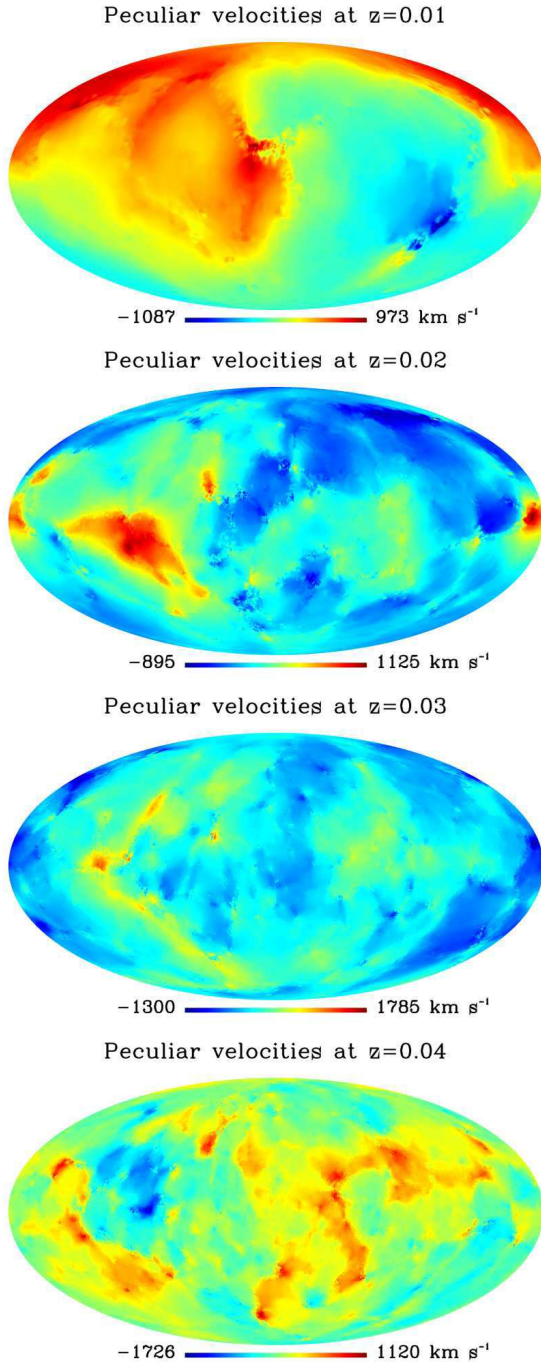 Peculiar velocities at z=0.01
−1087 973 km s⁻¹
Peculiar velocities at z=0.02
−895 1125 km s⁻¹
Peculiar velocities at z=0.03
−1300 1785 km s⁻¹
Peculiar velocities at z=0.04
−1726 1120 km s⁻¹